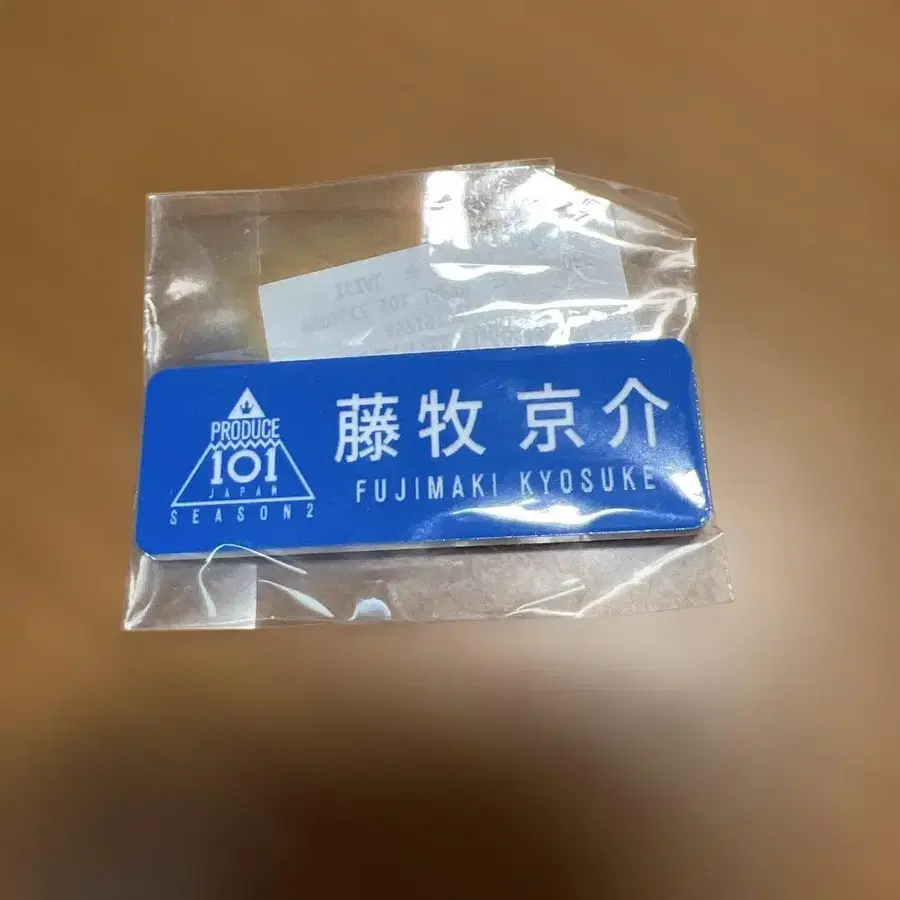 PRODUCE
101
JAPAN
SEASON2
藤牧 京介
FUJIMAKI KYOSUKE